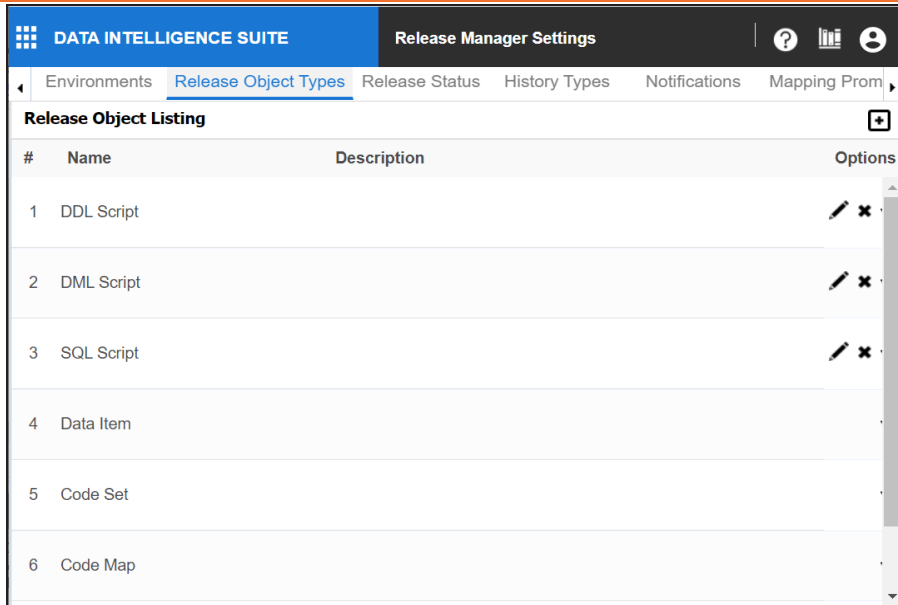 DATA INTELLIGENCE SUITE Release Manager Settings
Environments Release Object Types Release Status History Types Notifications Mapping Prom
Release Object Listing
# Name Description Options
1 DDL Script
2 DML Script
3 SQL Script
4 Data Item
5 Code Set
6 Code Map